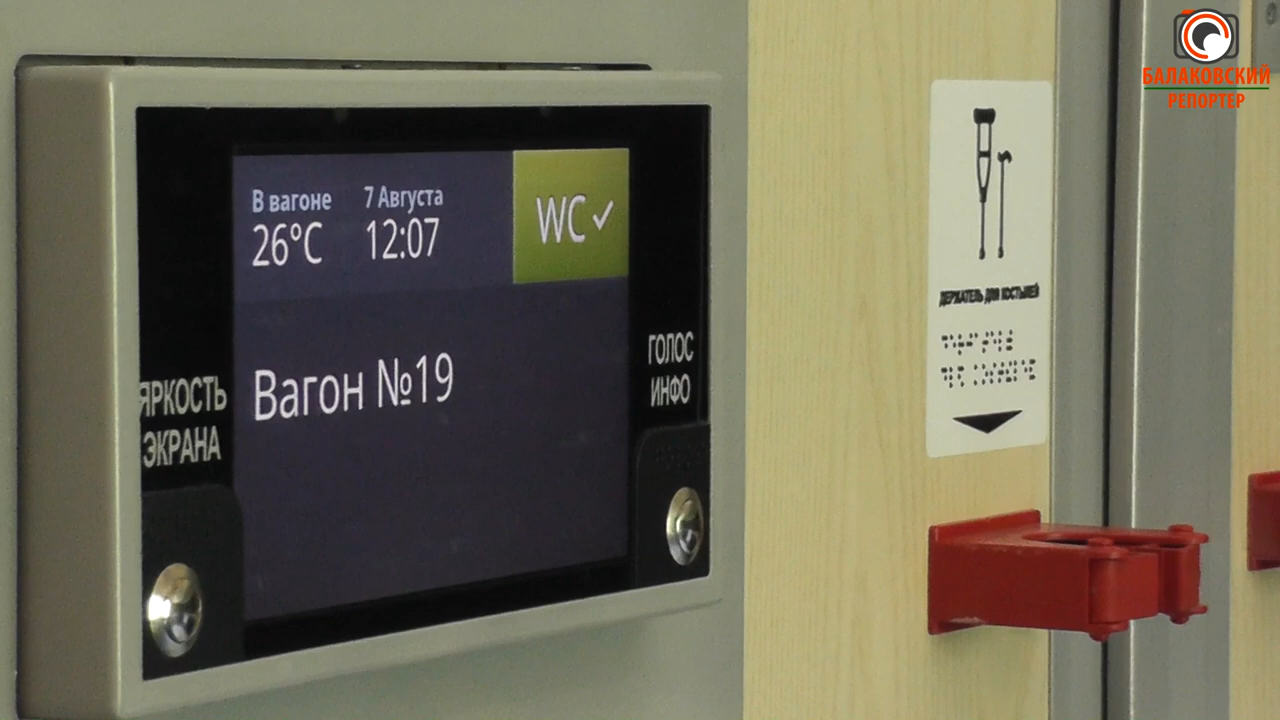 В вагоне
26°C
7 Августа
12:07
WC✓
Вагон №19
ЯРКОСТЬ
ЭКРАНА
ГОЛОС
ИНФО
ДЕРЖАТЕЛЬ ДЛЯ КОСТЫЛЕЙ
БАЛАКОВСКИЙ
РЕПОРТЕР